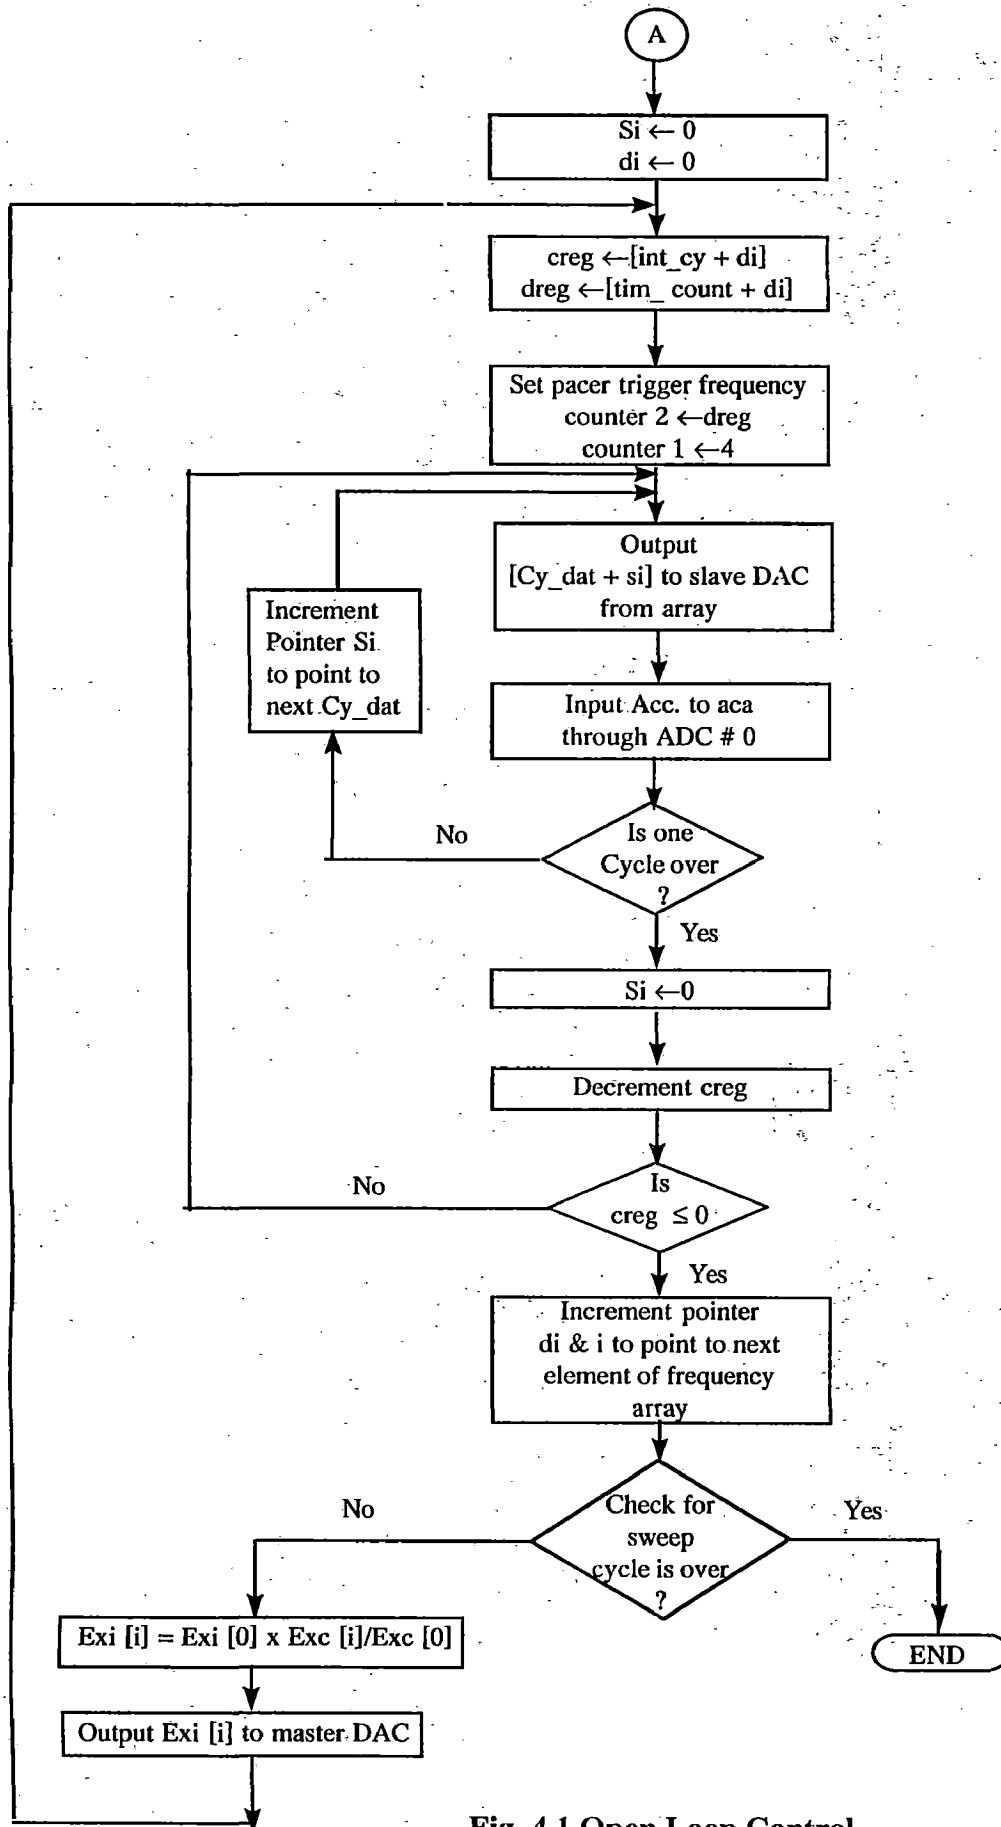 A
Si ← 0
di ← 0
creg ←[int_cy + di]
dreg ←[tim_ count + di]
Set pacer trigger frequency
counter 2 ←dreg
counter 1 ←4
Output
[Cy_dat + si] to slave DAC
from array
Increment
Pointer Si
to point to
next Cy_dat
Input Acc. to aca
through ADC # 0
Is one
Cycle over
?
No
Yes
Si ←0
Decrement creg
Is
creg ≤ 0
No
Yes
Increment pointer
di & i to point to next
element of frequency
array
Check for
sweep
cycle is over
?
No
Yes
Exi [i] = Exi [0] x Exc [i]/Exc [0]
END
Output Exi [i] to master DAC
Fig. 4.1 Open Loop Control